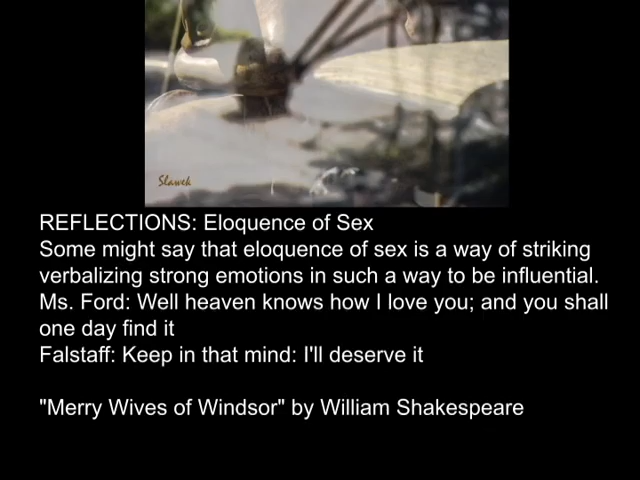 Slawek
REFLECTIONS: Eloquence of Sex
Some might say that eloquence of sex is a way of striking
verbalizing strong emotions in such a way to be influential.
Ms. Ford: Well heaven knows how I love you; and you shall
one day find it
Falstaff: Keep in that mind: I'll deserve it
"Merry Wives of Windsor" by William Shakespeare